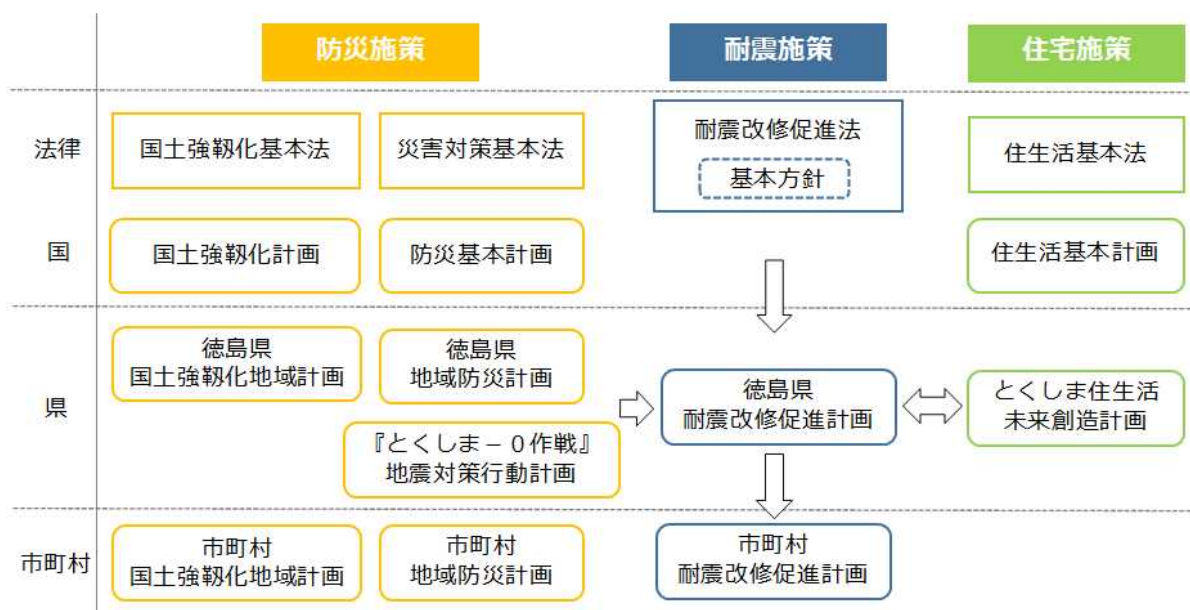 防災施策
耐震施策
住宅施策
法律
国土強靱化基本法
災害対策基本法
耐震改修促進法
基本方針
住生活基本法
国
国土強靱化計画
防災基本計画
住生活基本計画
県
徳島県
国土強靱化地域計画
徳島県
地域防災計画
『とくしま－０作戦』
地震対策行動計画
徳島県
耐震改修促進計画
とくしま住生活
未来創造計画
市町村
市町村
国土強靱化地域計画
市町村
地域防災計画
市町村
耐震改修促進計画